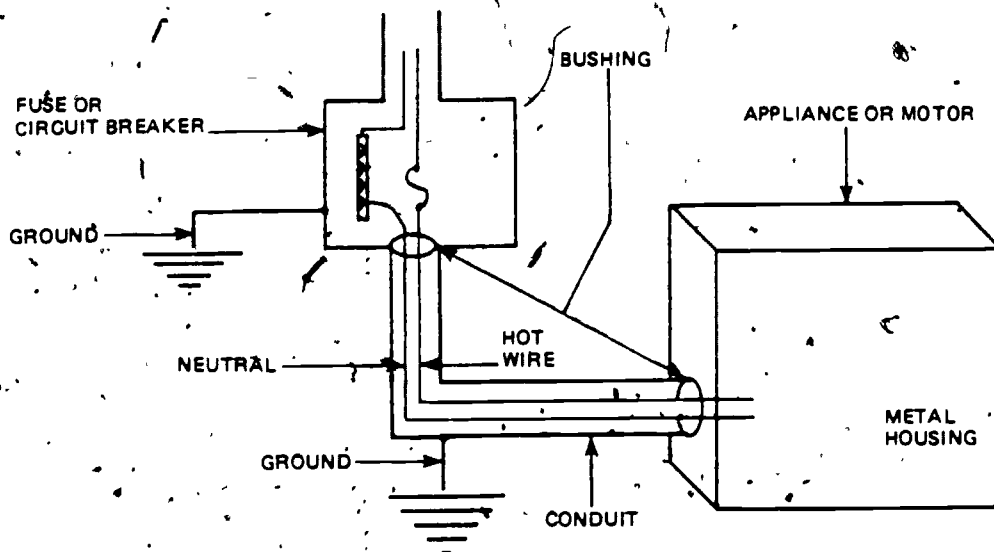 BUSHING
FUSE OR
CIRCUIT BREAKER
APPLIANCE OR MOTOR
GROUND
HOT
WIRE
NEUTRAL
METAL
HOUSING
GROUND
CONDUIT